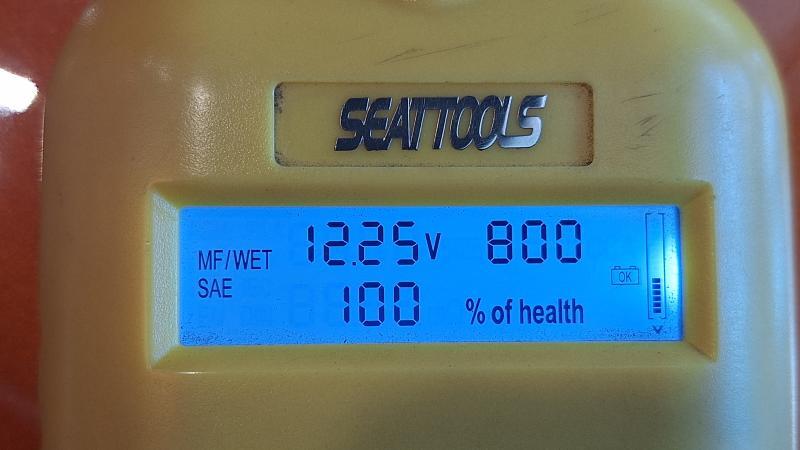 SEATTOOLS
MF/WET 12.25V 800
SAE 100 % of health
OK
V